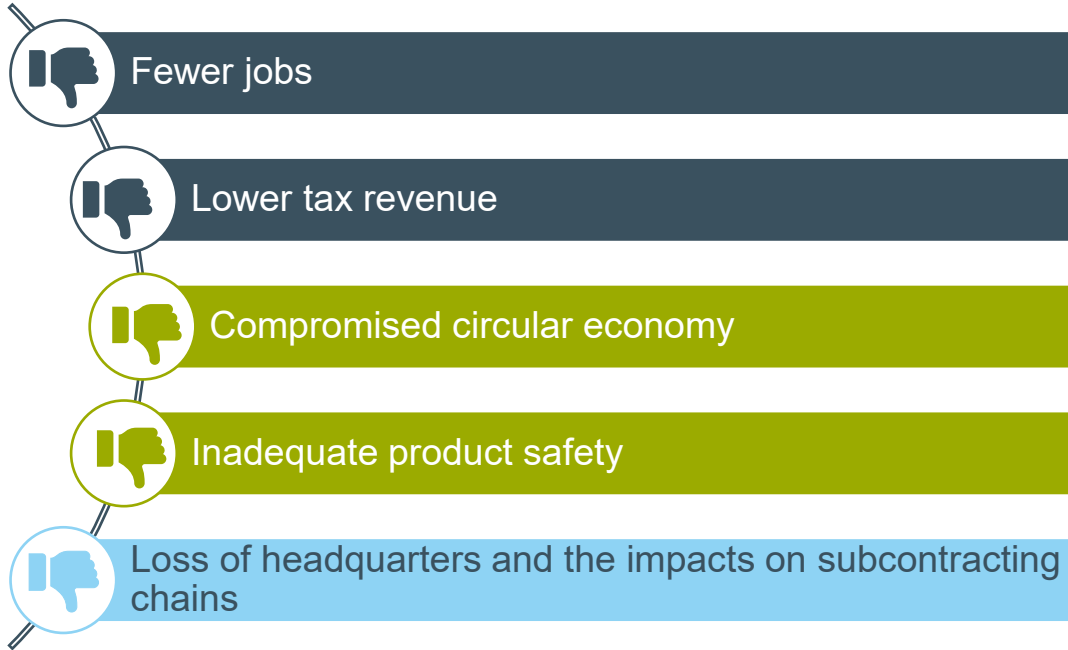 Fewer jobs
Lower tax revenue
Compromised circular economy
Inadequate product safety
Loss of headquarters and the impacts on subcontracting
chains